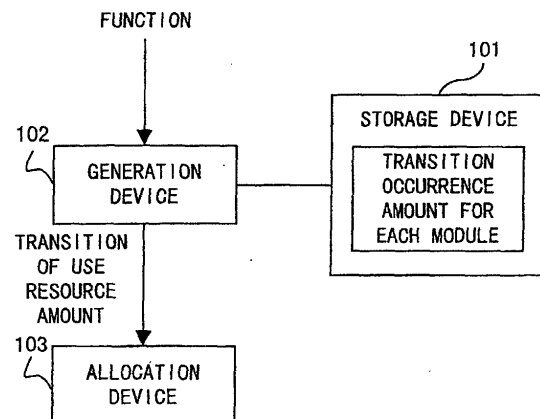 FUNCTION
101
STORAGE DEVICE
TRANSITION
OCCURRENCE
AMOUNT FOR
EACH MODULE
102
GENERATION
DEVICE
TRANSITION
OF USE
RESOURCE
AMOUNT
103
ALLOCATION
DEVICE